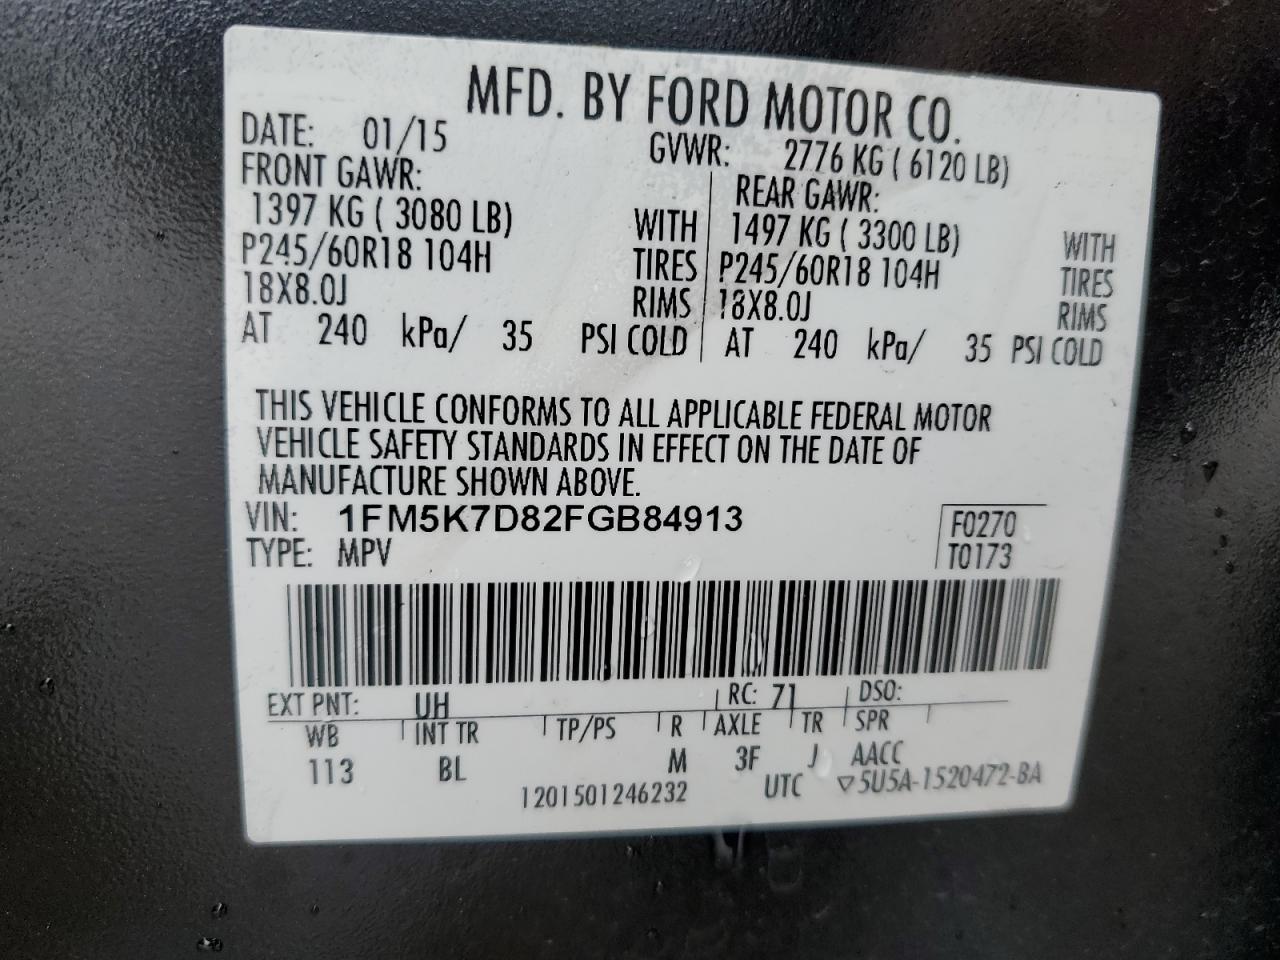 MFD. BY FORD MOTOR CO.
DATE: 01/15 GVWR: 2776 KG ( 6120 LB)
FRONT GAWR: REAR GAWR:
1397 KG ( 3080 LB) WITH 1497 KG ( 3300 LB) WITH
P245/60R18 104H TIRES P245/60R18 104H TIRES
18X8.0J RIMS 18X8.0J RIMS
AT 240 kPa/ 35 PSI COLD AT 240 kPa/ 35 PSI COLD
THIS VEHICLE CONFORMS TO ALL APPLICABLE FEDERAL MOTOR
VEHICLE SAFETY STANDARDS IN EFFECT ON THE DATE OF
MANUFACTURE SHOWN ABOVE.
VIN: 1FM5K7D82FGB84913 F0270
TYPE: MPV T0173
EXT PNT: UH RC: 71 DSO:
WB INT TR TP/PS R AXLE TR SPR
113 BL M 3F J AACC
1201501246232 UTC ▽5U5A-1520472-BA